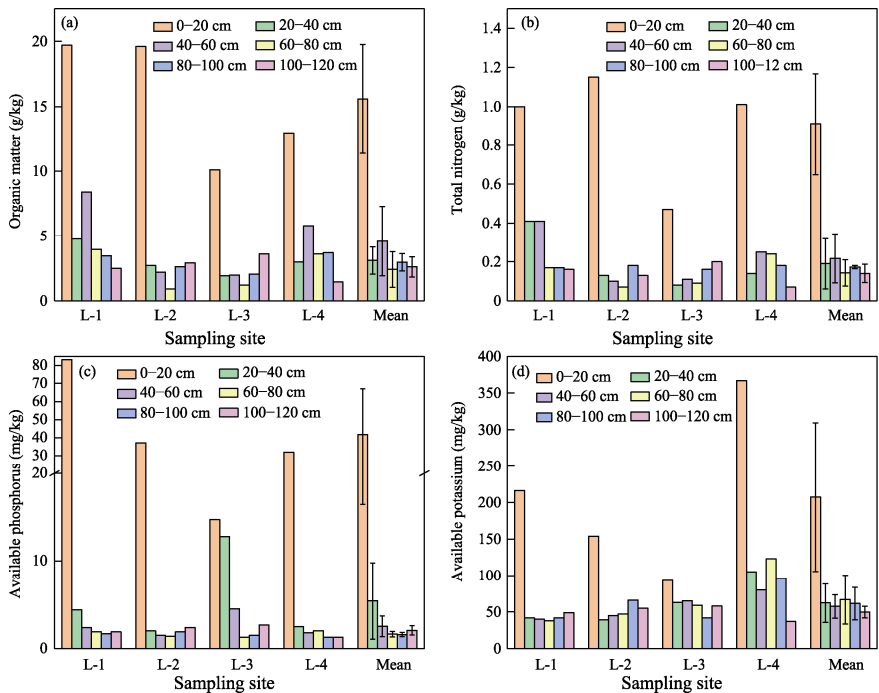 (a)
0−20 cm 20−40 cm
40−60 cm 60−80 cm
80−100 cm 100−120 cm
20
15
10
5
0
Organic matter (g/kg)
L-1 L-2 L-3 L-4 Mean
Sampling site
(b)
0−20 cm 20−40 cm
40−60 cm 60−80 cm
80−100 cm 100−12 cm
1.4
1.2
1.0
0.8
0.6
0.4
0.2
0
Total nitrogen (g/kg)
L-1 L-2 L-3 L-4 Mean
Sampling site
(c)
0−20 cm 20−40 cm
40−60 cm 60−80 cm
80−100 cm 100−120 cm
80
70
60
50
40
30
20
10
0
Available phosphorus (mg/kg)
L-1 L-2 L-3 L-4 Mean
Sampling site
(d)
0−20 cm 20−40 cm
40−60 cm 60−80 cm
80−100 cm 100−120 cm
400
350
300
250
200
150
100
50
0
Available potassium (mg/kg)
L-1 L-2 L-3 L-4 Mean
Sampling site